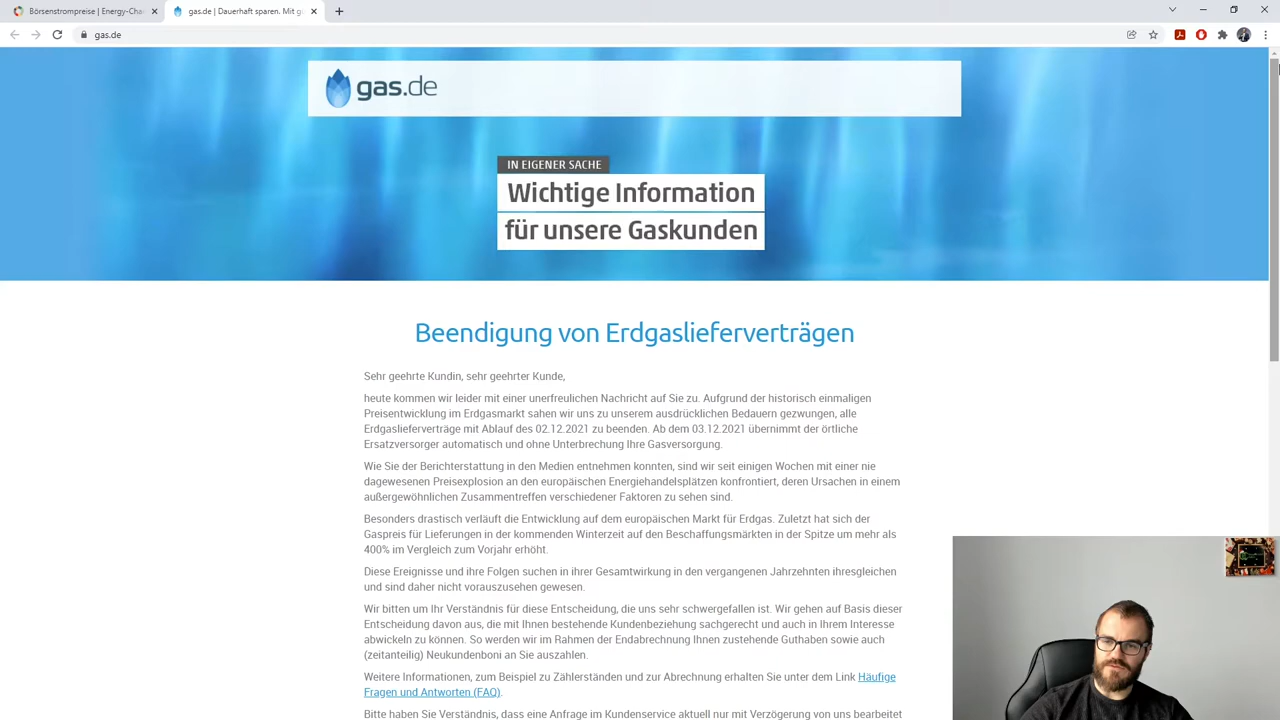 Börsenstrompreise | Energy-Cha
gas.de | Dauerhaft sparen. Mit g
gas.de
gas.de
IN EIGENER SACHE
Wichtige Information
für unsere Gaskunden
Beendigung von Erdgaslieferverträgen
Sehr geehrte Kundin, sehr geehrter Kunde,
heute kommen wir leider mit einer unerfreulichen Nachricht auf Sie zu. Aufgrund der historisch einmaligen
Preisentwicklung im Erdgasmarkt sahen wir uns zu unserem ausdrücklichen Bedauern gezwungen, alle
Erdgaslieferverträge mit Ablauf des 02.12.2021 zu beenden. Ab dem 03.12.2021 übernimmt der örtliche
Ersatzversorger automatisch und ohne Unterbrechung Ihre Gasversorgung.
Wie Sie der Berichterstattung in den Medien entnehmen konnten, sind wir seit einigen Wochen mit einer nie
dagewesenen Preisexplosion an den europäischen Energiehandelsplätzen konfrontiert, deren Ursachen in einem
außergewöhnlichen Zusammentreffen verschiedener Faktoren zu sehen sind.
Besonders drastisch verläuft die Entwicklung auf dem europäischen Markt für Erdgas. Zuletzt hat sich der
Gaspreis für Lieferungen in der kommenden Winterzeit auf den Beschaffungsmärkten in der Spitze um mehr als
400% im Vergleich zum Vorjahr erhöht.
Diese Ereignisse und ihre Folgen suchen in ihrer Gesamtwirkung in den vergangenen Jahrzehnten ihresgleichen
und sind daher nicht vorauszusehen gewesen.
Wir bitten um Ihr Verständnis für diese Entscheidung, die uns sehr schwergefallen ist. Wir gehen auf Basis dieser
Entscheidung davon aus, die mit Ihnen bestehende Kundenbeziehung sachgerecht und auch in Ihrem Interesse
abwickeln zu können. So werden wir im Rahmen der Endabrechnung Ihnen zustehende Guthaben sowie auch
(zeitanteilig) Neukundenboni an Sie auszahlen.
Weitere Informationen, zum Beispiel zu Zählerständen und zur Abrechnung erhalten Sie unter dem Link Häufige
Fragen und Antworten (FAQ).
Bitte haben Sie Verständnis, dass eine Anfrage im Kundenservice aktuell nur mit Verzögerung von uns bearbeitet